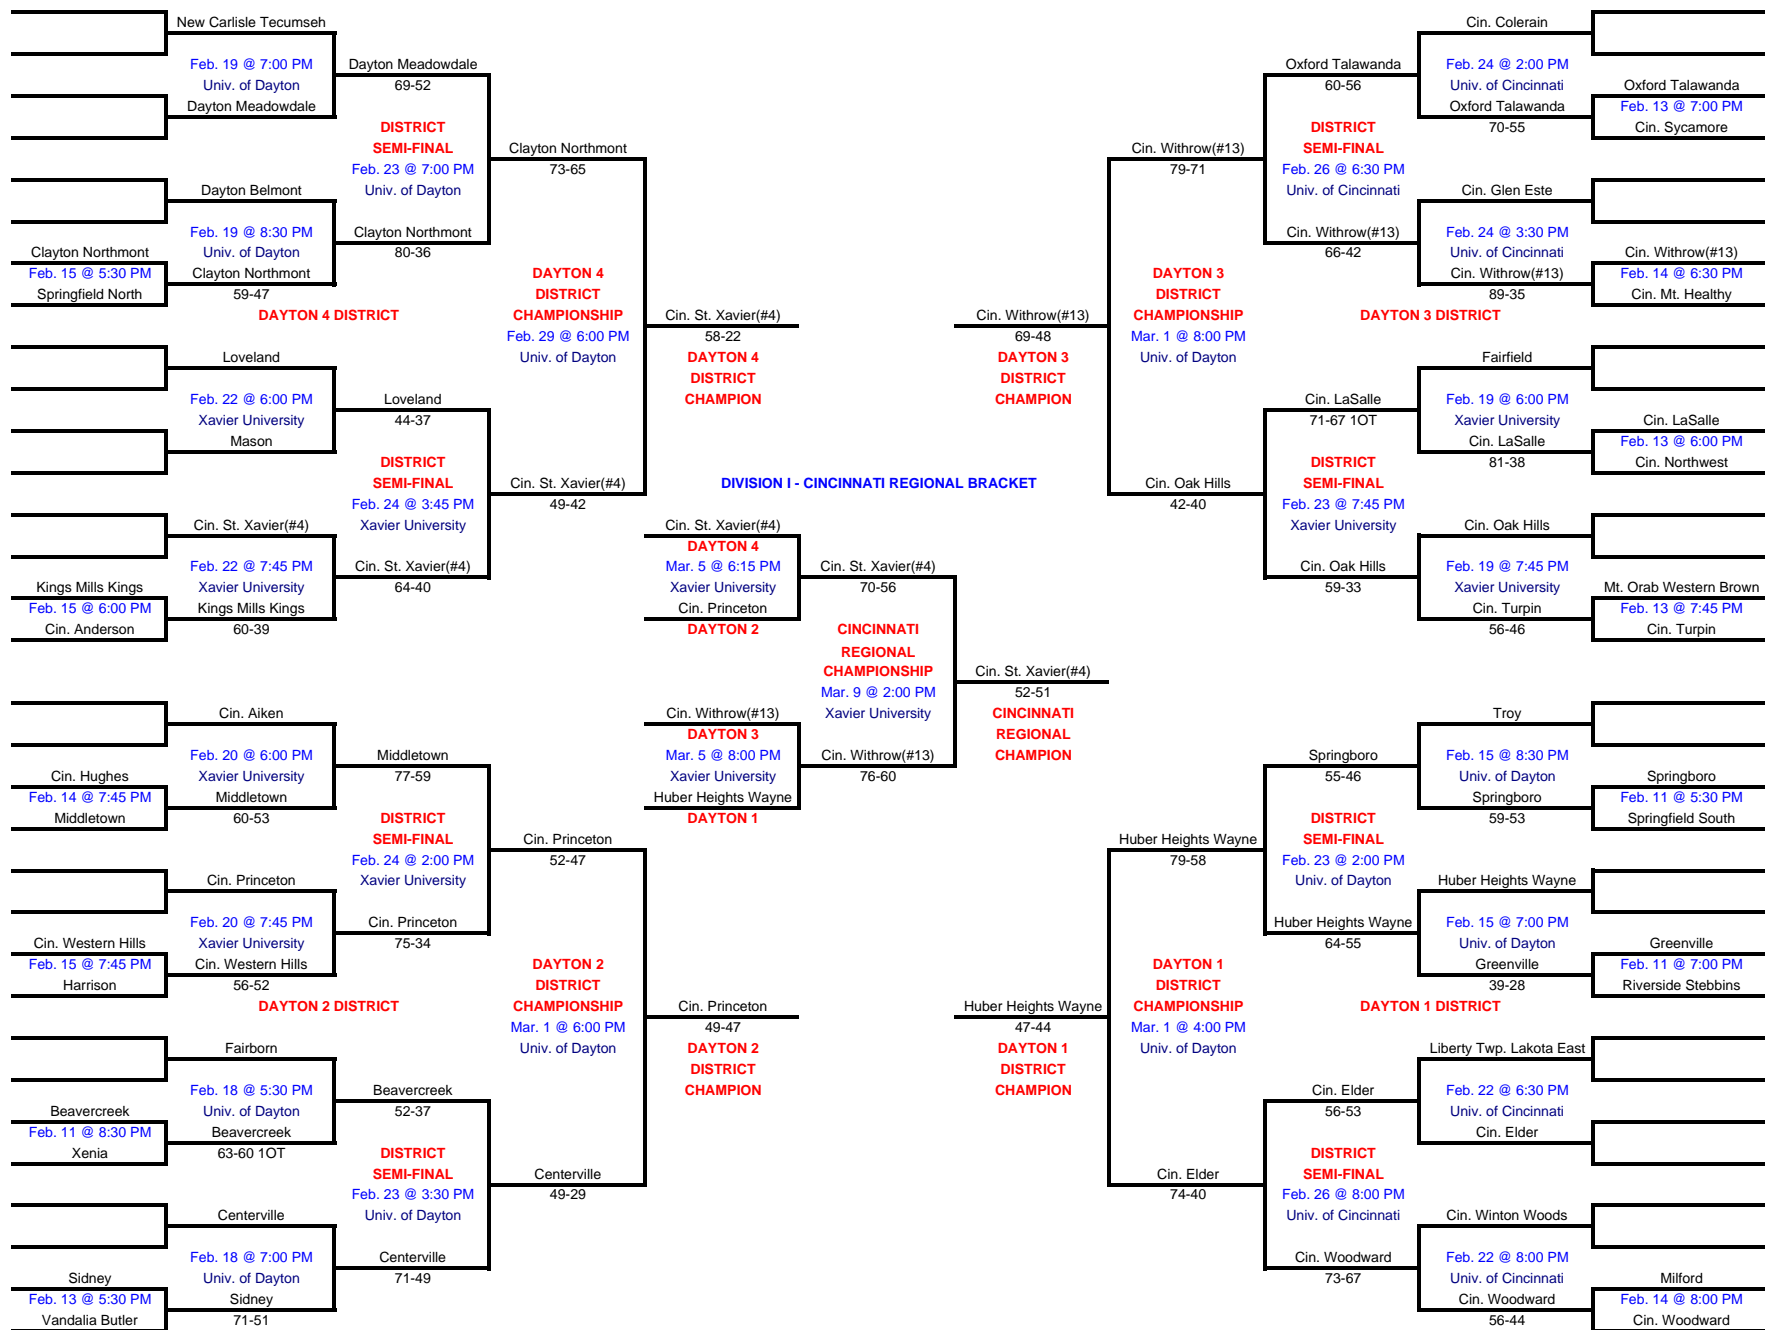 New Carlisle Tecumseh
Feb. 19 @ 7:00 PM
Univ. of Dayton
Dayton Meadowdale
Dayton Meadowdale
69-52
DISTRICT
SEMI-FINAL
Feb. 23 @ 7:00 PM
Univ. of Dayton
Clayton Northmont
73-65
Dayton Belmont
Feb. 19 @ 8:30 PM
Univ. of Dayton
Clayton Northmont
59-47
Clayton Northmont
80-36
Clayton Northmont
Feb. 15 @ 5:30 PM
Springfield North
DAYTON 4 DISTRICT
DAYTON 4
DISTRICT
CHAMPIONSHIP
Feb. 29 @ 6:00 PM
Univ. of Dayton
Cin. St. Xavier(#4)
58-22
DAYTON 4
DISTRICT
CHAMPION
Loveland
Feb. 22 @ 6:00 PM
Xavier University
Mason
Loveland
44-37
DISTRICT
SEMI-FINAL
Feb. 24 @ 3:45 PM
Xavier University
Cin. St. Xavier(#4)
49-42
Cin. St. Xavier(#4)
Feb. 22 @ 7:45 PM
Xavier University
Kings Mills Kings
60-39
Cin. St. Xavier(#4)
64-40
Kings Mills Kings
Feb. 15 @ 6:00 PM
Cin. Anderson
Cin. Colerain
Feb. 24 @ 2:00 PM
Univ. of Cincinnati
Oxford Talawanda
70-55
Oxford Talawanda
Feb. 13 @ 7:00 PM
Cin. Sycamore
Oxford Talawanda
60-56
DISTRICT
SEMI-FINAL
Feb. 26 @ 6:30 PM
Univ. of Cincinnati
Cin. Withrow(#13)
79-71
Cin. Glen Este
Feb. 24 @ 3:30 PM
Univ. of Cincinnati
Cin. Withrow(#13)
89-35
Cin. Withrow(#13)
Feb. 14 @ 6:30 PM
Cin. Mt. Healthy
Cin. Withrow(#13)
66-42
DAYTON 3 DISTRICT
DAYTON 3
DISTRICT
CHAMPIONSHIP
Mar. 1 @ 8:00 PM
Univ. of Dayton
Cin. Withrow(#13)
69-48
DAYTON 3
DISTRICT
CHAMPION
Fairfield
Feb. 19 @ 6:00 PM
Xavier University
Cin. LaSalle
81-38
Cin. LaSalle
Feb. 13 @ 6:00 PM
Cin. Northwest
Cin. LaSalle
71-67 1OT
DISTRICT
SEMI-FINAL
Feb. 23 @ 7:45 PM
Xavier University
Cin. Oak Hills
42-40
Cin. Oak Hills
Feb. 19 @ 7:45 PM
Xavier University
Cin. Turpin
56-46
Mt. Orab Western Brown
Feb. 13 @ 7:45 PM
Cin. Turpin
Cin. Oak Hills
59-33
DIVISION I - CINCINNATI REGIONAL BRACKET
Cin. St. Xavier(#4)
DAYTON 4
Mar. 5 @ 6:15 PM
Xavier University
Cin. Princeton
DAYTON 2
Cin. St. Xavier(#4)
70-56
CINCINNATI
REGIONAL
CHAMPIONSHIP
Mar. 9 @ 2:00 PM
Xavier University
Cin. St. Xavier(#4)
52-51
CINCINNATI
REGIONAL
CHAMPION
Cin. Withrow(#13)
DAYTON 3
Mar. 5 @ 8:00 PM
Xavier University
Huber Heights Wayne
DAYTON 1
Cin. Withrow(#13)
76-60
Cin. Aiken
Feb. 20 @ 6:00 PM
Xavier University
Middletown
60-53
Cin. Hughes
Feb. 14 @ 7:45 PM
Middletown
Middletown
77-59
DISTRICT
SEMI-FINAL
Feb. 24 @ 2:00 PM
Xavier University
Cin. Princeton
52-47
Cin. Princeton
Feb. 20 @ 7:45 PM
Xavier University
Cin. Western Hills
56-52
Cin. Western Hills
Feb. 15 @ 7:45 PM
Harrison
Cin. Princeton
75-34
DAYTON 2 DISTRICT
DAYTON 2
DISTRICT
CHAMPIONSHIP
Mar. 1 @ 6:00 PM
Univ. of Dayton
Cin. Princeton
49-47
DAYTON 2
DISTRICT
CHAMPION
Fairborn
Feb. 18 @ 5:30 PM
Univ. of Dayton
Beavercreek
63-60 1OT
Beavercreek
Feb. 11 @ 8:30 PM
Xenia
Beavercreek
52-37
DISTRICT
SEMI-FINAL
Feb. 23 @ 3:30 PM
Univ. of Dayton
Centerville
49-29
Centerville
Feb. 18 @ 7:00 PM
Univ. of Dayton
Sidney
71-51
Sidney
Feb. 13 @ 5:30 PM
Vandalia Butler
Centerville
71-49
Troy
Feb. 15 @ 8:30 PM
Univ. of Dayton
Springboro
59-53
Springboro
Feb. 11 @ 5:30 PM
Springfield South
Springboro
55-46
DISTRICT
SEMI-FINAL
Feb. 23 @ 2:00 PM
Univ. of Dayton
Huber Heights Wayne
79-58
Huber Heights Wayne
Feb. 15 @ 7:00 PM
Univ. of Dayton
Greenville
39-28
Greenville
Feb. 11 @ 7:00 PM
Riverside Stebbins
Huber Heights Wayne
64-55
DAYTON 1 DISTRICT
DAYTON 1
DISTRICT
CHAMPIONSHIP
Mar. 1 @ 4:00 PM
Univ. of Dayton
Huber Heights Wayne
47-44
DAYTON 1
DISTRICT
CHAMPION
Liberty Twp. Lakota East
Feb. 22 @ 6:30 PM
Univ. of Cincinnati
Cin. Elder
Cin. Elder
56-53
DISTRICT
SEMI-FINAL
Feb. 26 @ 8:00 PM
Univ. of Cincinnati
Cin. Elder
74-40
Cin. Winton Woods
Feb. 22 @ 8:00 PM
Univ. of Cincinnati
Cin. Woodward
56-44
Milford
Feb. 14 @ 8:00 PM
Cin. Woodward
Cin. Woodward
73-67